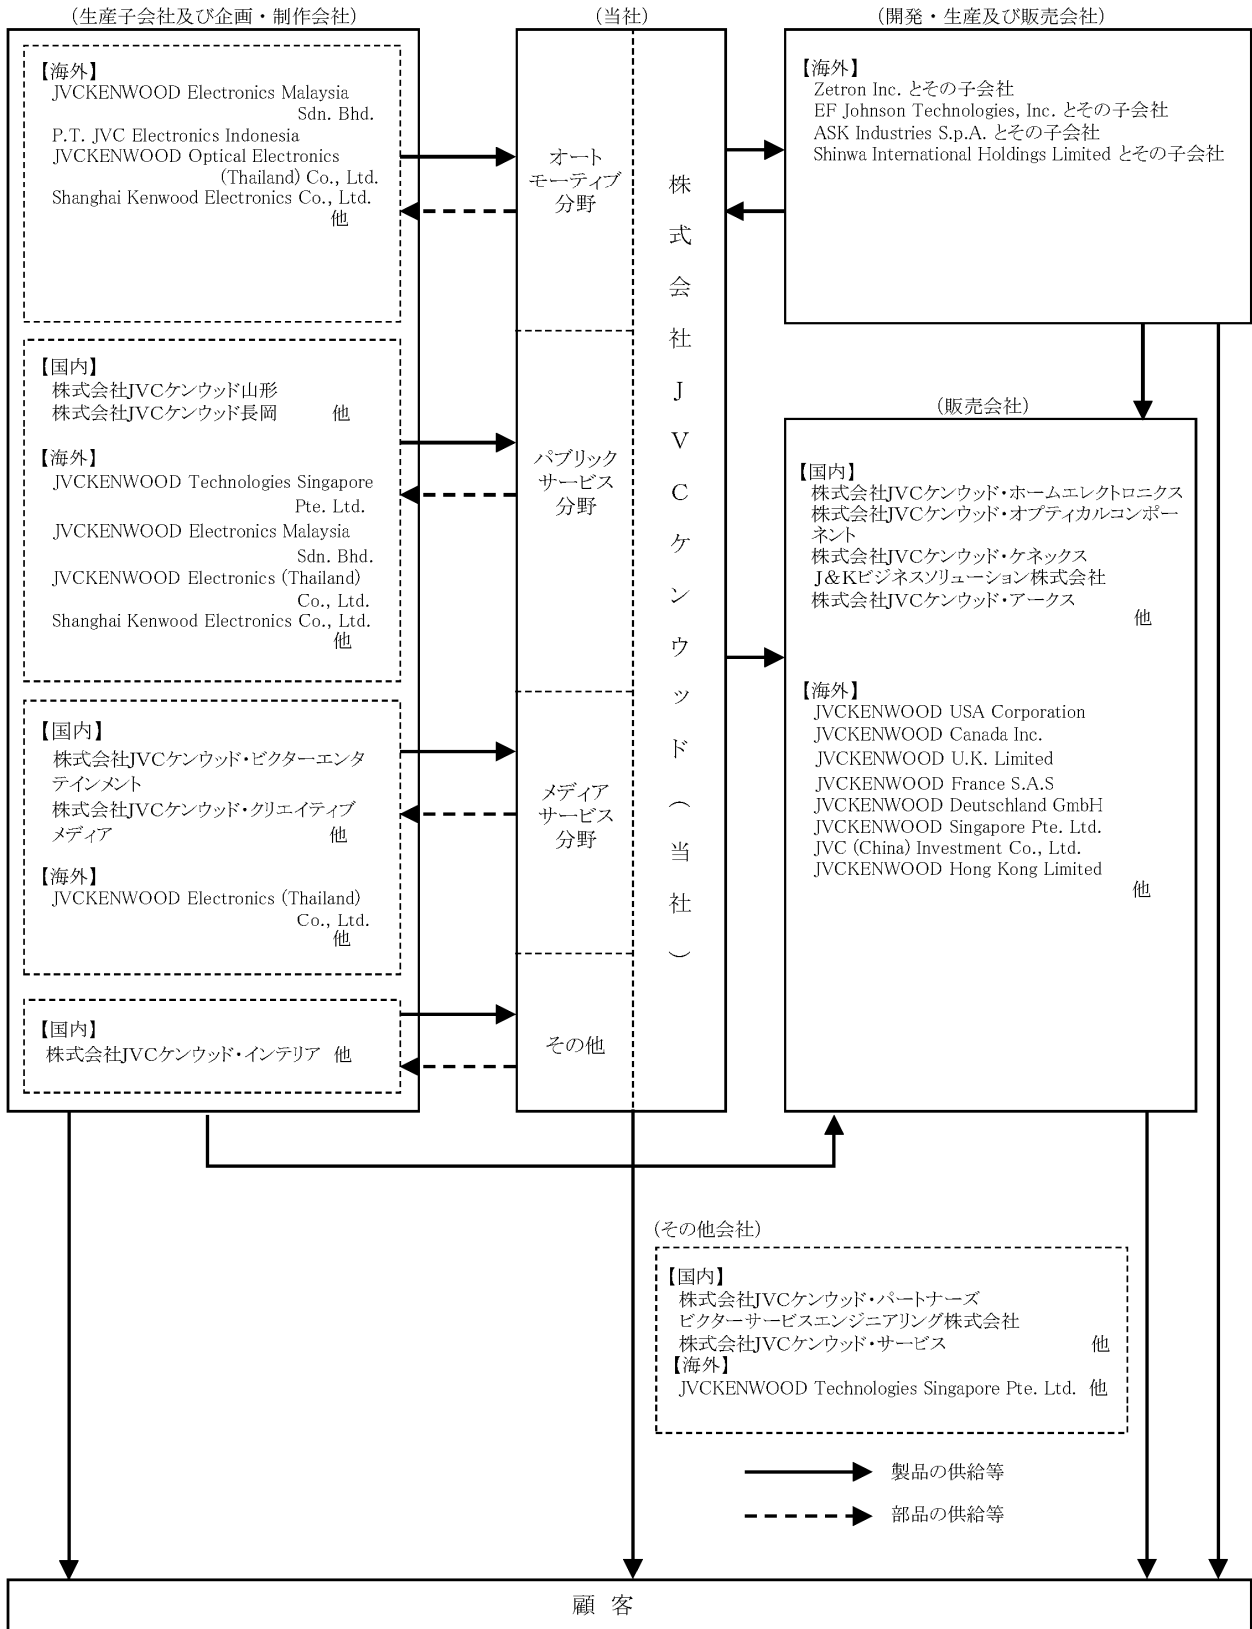 (生産子会社及び企画・制作会社)
【海外】
JVCKENWOOD Electronics Malaysia
Sdn. Bhd.
P.T. JVC Electronics Indonesia
JVCKENWOOD Optical Electronics
(Thailand) Co., Ltd.
Shanghai Kenwood Electronics Co., Ltd.
他
【国内】
株式会社JVCケンウッド山形
株式会社JVCケンウッド長岡 他
【海外】
JVCKENWOOD Technologies Singapore
Pte. Ltd.
JVCKENWOOD Electronics Malaysia
Sdn. Bhd.
JVCKENWOOD Electronics (Thailand)
Co., Ltd.
Shanghai Kenwood Electronics Co., Ltd.
他
【国内】
株式会社JVCケンウッド・ビクターエンタ
テインメント
株式会社JVCケンウッド・クリエイティブ
メディア 他
【海外】
JVCKENWOOD Electronics (Thailand)
Co., Ltd.
他
【国内】
株式会社JVCケンウッド・インテリア 他
(当社)
オート
モーティブ
分野
パブリック
サービス
分野
メディア
サービス
分野
その他
株式会社JVCケンウッド(当社)
(開発・生産及び販売会社)
【海外】
Zetron Inc. とその子会社
EF Johnson Technologies, Inc. とその子会社
ASK Industries S.p.A. とその子会社
Shinwa International Holdings Limited とその子会社
(販売会社)
【国内】
株式会社JVCケンウッド・ホームエレクトロニクス
株式会社JVCケンウッド・オプティカルコンポー
ネント
株式会社JVCケンウッド・ケネックス
J&Kビジネスソリューション株式会社
株式会社JVCケンウッド・アークス
他
【海外】
JVCKENWOOD USA Corporation
JVCKENWOOD Canada Inc.
JVCKENWOOD U.K. Limited
JVCKENWOOD France S.A.S
JVCKENWOOD Deutschland GmbH
JVCKENWOOD Singapore Pte. Ltd.
JVC (China) Investment Co., Ltd.
JVCKENWOOD Hong Kong Limited
他
(その他会社)
【国内】
株式会社JVCケンウッド・パートナーズ
ビクターサービスエンジニアリング株式会社
株式会社JVCケンウッド・サービス 他
【海外】
JVCKENWOOD Technologies Singapore Pte. Ltd. 他
製品の供給等
部品の供給等
顧 客